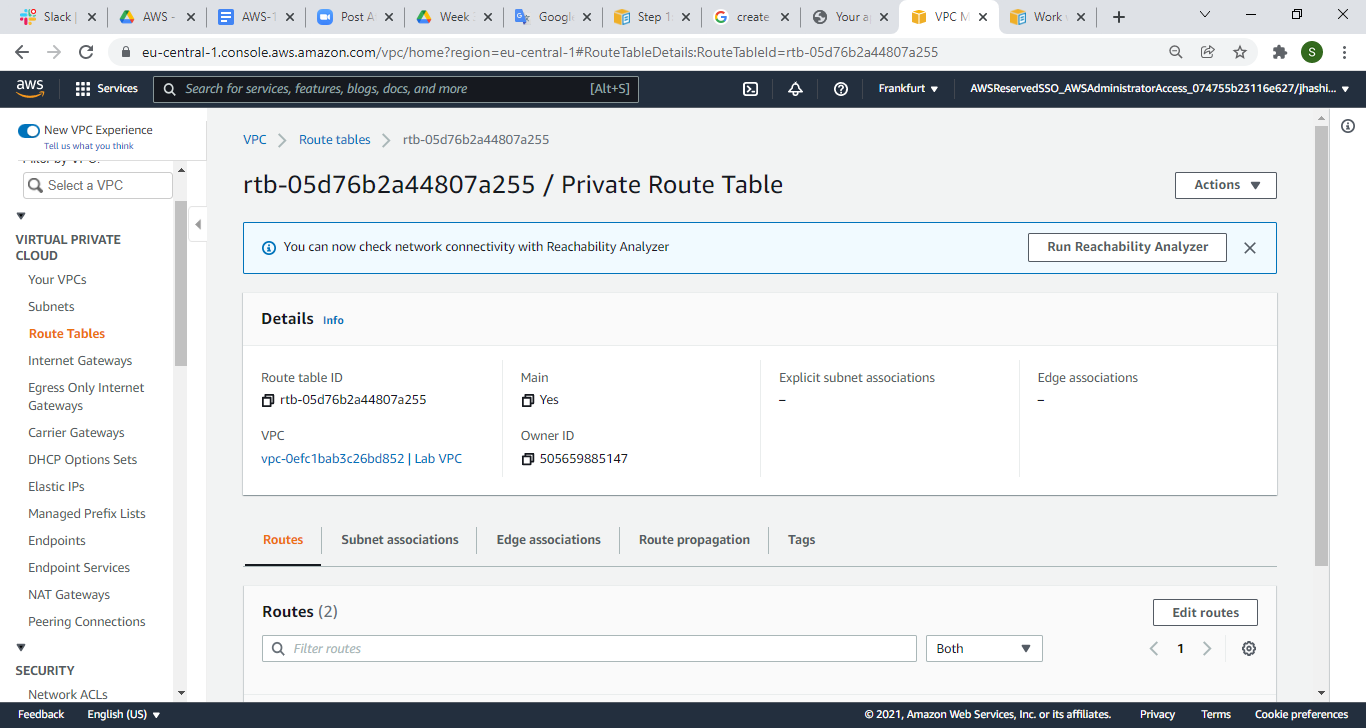 Slack |
AWS -
AWS-1
Post A
Week
Googl
Step 1
create
Your a
VPC M
Work
eu-central-1.console.aws.amazon.com/vpc/home?region=eu-central-1#RouteTableDetails:RouteTableId=rtb-05d76b2a44807a255
S
aws
Services
Search for services, features, blogs, docs, and more
[Alt+S]
Frankfurt
AWSReservedSSO_AWSAdministratorAccess_074755b23116e627/jhashi...
New VPC Experience
Tell us what you think
Filter by VPC:
Select a VPC
VIRTUAL PRIVATE
CLOUD
Your VPCs
Subnets
Route Tables
Internet Gateways
Egress Only Internet
Gateways
Carrier Gateways
DHCP Options Sets
Elastic IPs
Managed Prefix Lists
Endpoints
Endpoint Services
NAT Gateways
Peering Connections
SECURITY
Network ACLs
VPC
Route tables
rtb-05d76b2a44807a255
rtb-05d76b2a44807a255 / Private Route Table
Actions
You can now check network connectivity with Reachability Analyzer
Run Reachability Analyzer
Details Info
Route table ID
rtb-05d76b2a44807a255
VPC
vpc-0efc1bab3c26bd852 | Lab VPC
Main
Yes
Owner ID
505659885147
Explicit subnet associations
–
Edge associations
–
Routes
Subnet associations
Edge associations
Route propagation
Tags
Routes (2)
Edit routes
Filter routes
Both
1
Feedback
English (US)
© 2021, Amazon Web Services, Inc. or its affiliates.
Privacy
Terms
Cookie preferences